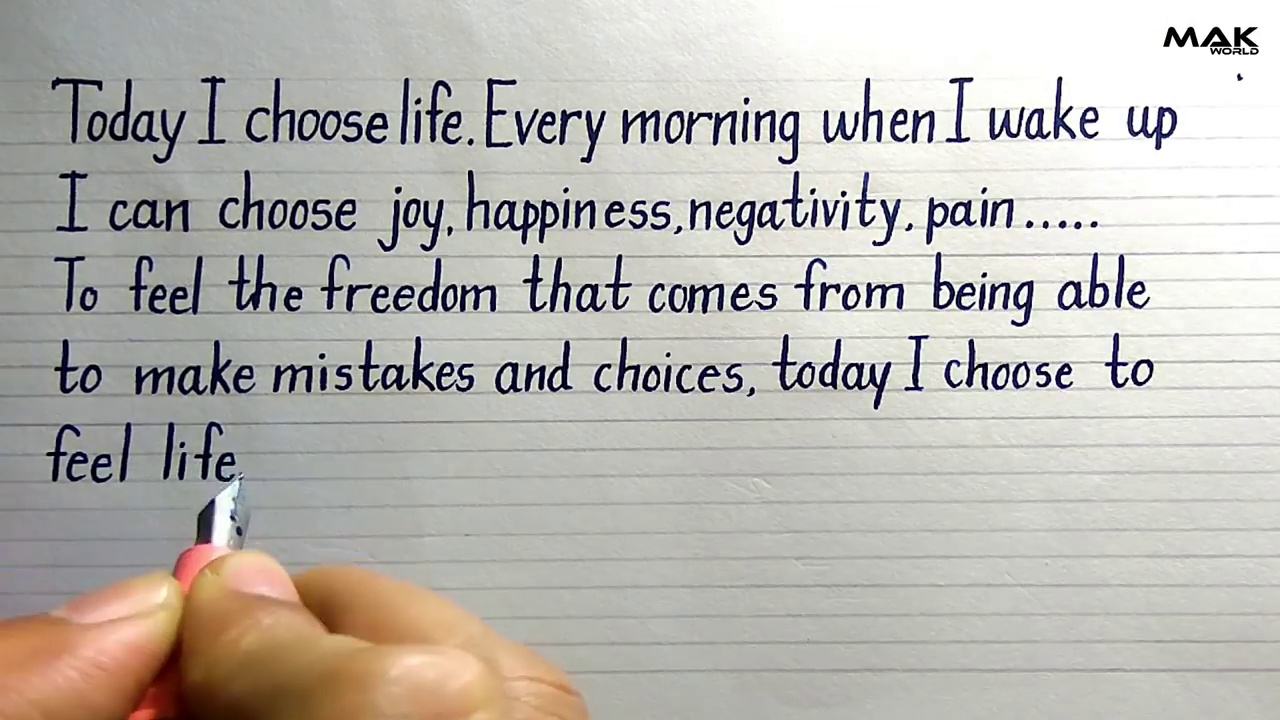 MAK
WORLD
Today I choose life. Every morning when I wake up
I can choose joy, happiness, negativity, pain.....
To feel the freedom that comes from being able
to make mistakes and choices, today I choose to
feel life